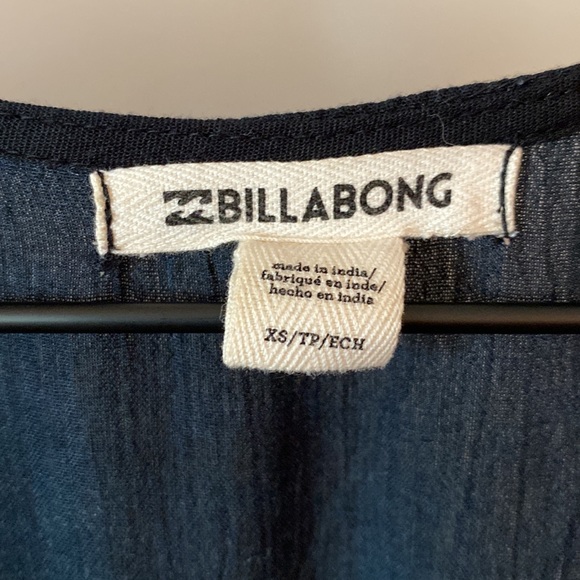 BILLABONG
made in india/
fabriqué en inde/
hecho en india
XS/TP/ECH